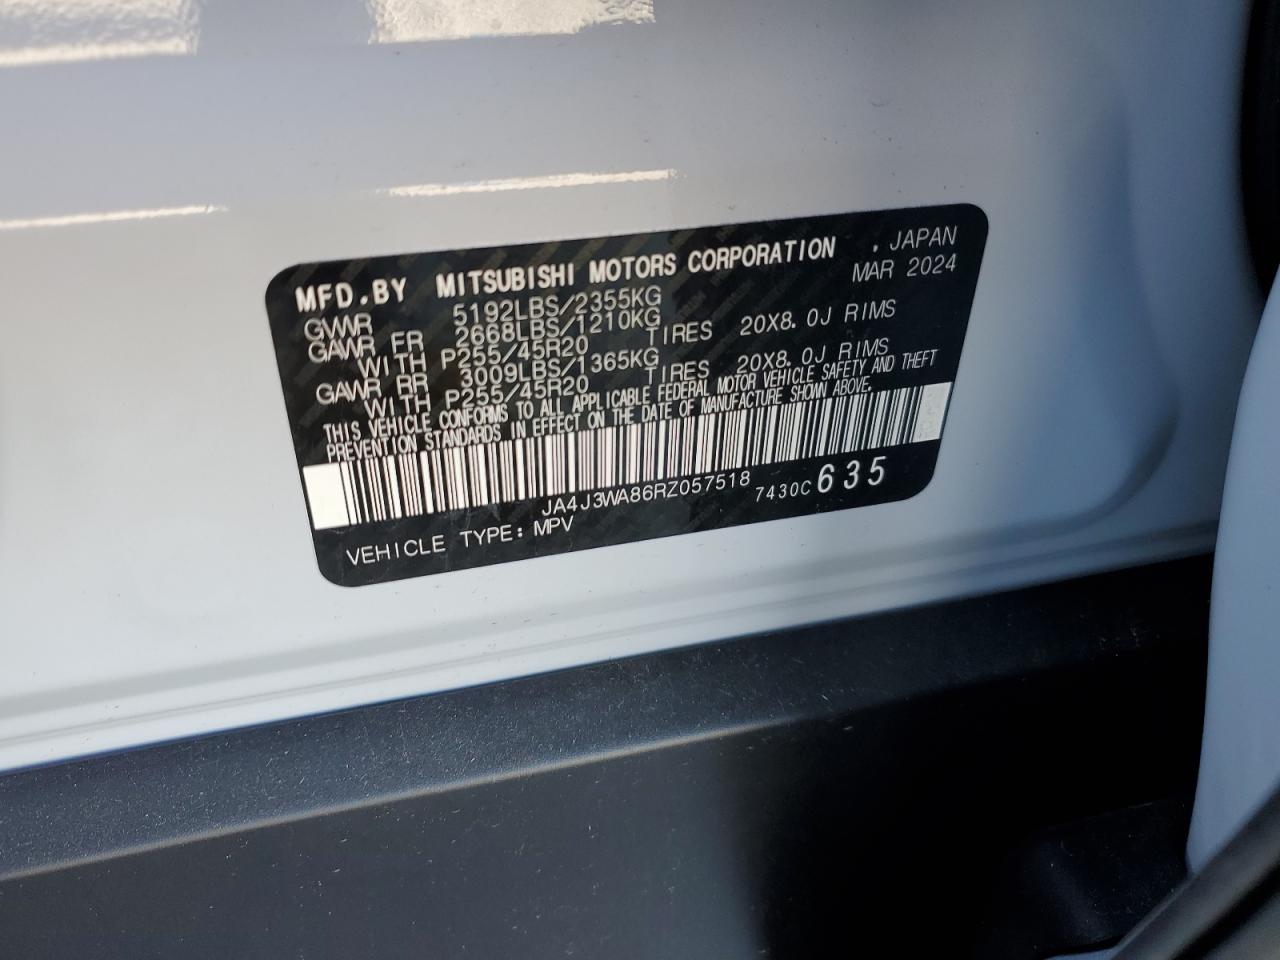 MFD.BY MITSUBISHI MOTORS CORPORATION . JAPAN
GVWR 5192LBS/2355KG MAR 2024
GAWR FR 2668LBS/1210KG
WITH P255/45R20 TIRES 20X8.0J RIMS
GAWR RR 3009LBS/1365KG
WITH P255/45R20 TIRES 20X8.0J RIMS
THIS VEHICLE CONFORMS TO ALL APPLICABLE FEDERAL MOTOR VEHICLE SAFETY AND THEFT
PREVENTION STANDARDS IN EFFECT ON THE DATE OF MANUFACTURE SHOWN ABOVE.
JA4J3WA86RZ057518 7430C 635
VEHICLE TYPE: MPV